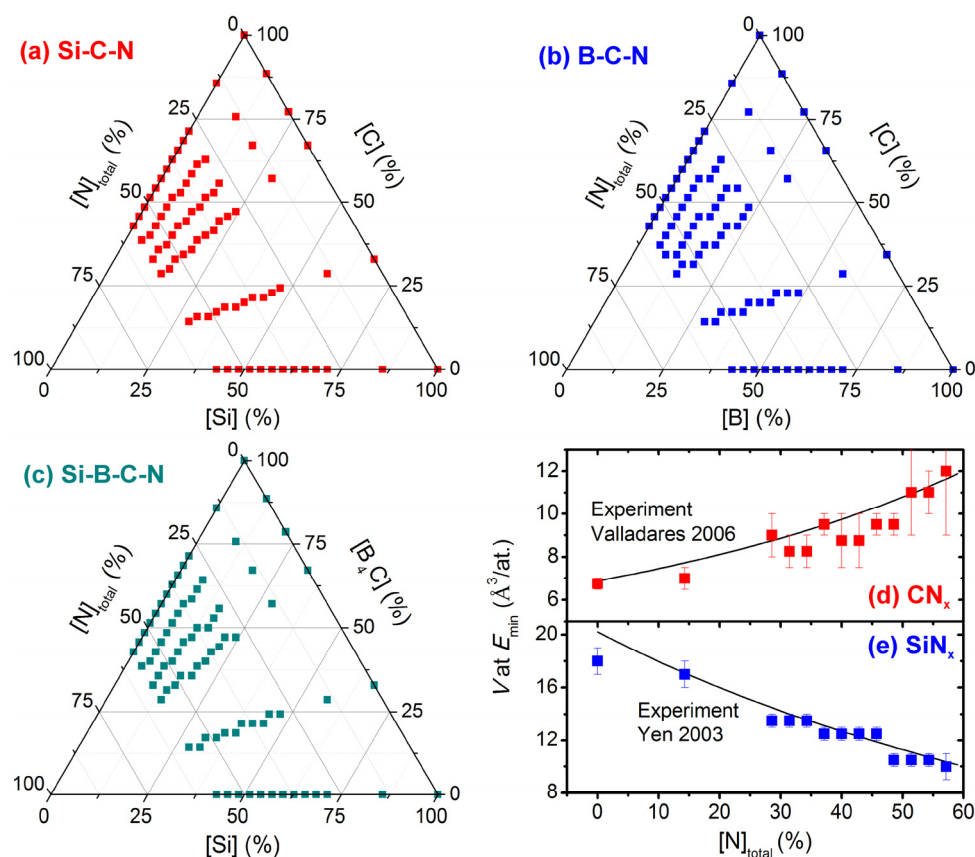 (a) Si-C-N
0
100
25
75
[N]total (%)
[C] (%)
50
50
75
25
100
0
25
50
75
100
[Si] (%)
(b) B-C-N
0
100
25
75
[N]total (%)
[C] (%)
50
50
75
25
100
0
25
50
75
100
[B] (%)
(c) Si-B-C-N
0
100
25
75
[N]total (%)
[B4C] (%)
50
50
75
25
100
0
25
50
75
100
[Si] (%)
V at Emin (Å3/at.)
12
10
8
6
Experiment
Valladares 2006
(d) CNx
20
16
12
8
(e) SiNx
Experiment
Yen 2003
0 10 20 30 40 50 60
[N]total (%)